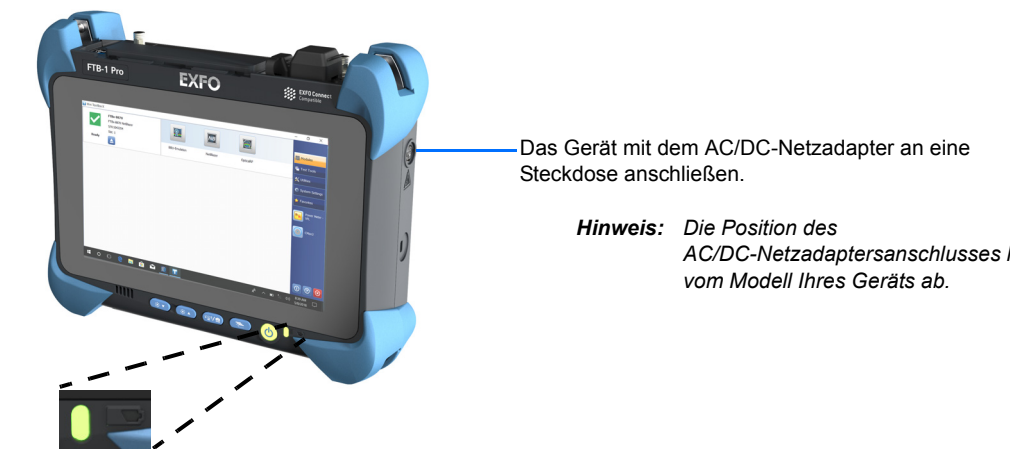 FTB-1 Pro
EXFO
EXFO Connect
Compatible
Ready
Das Gerät mit dem AC/DC-Netzadapter an eine
Steckdose anschließen.
Hinweis: Die Position des
AC/DC-Netzadaptersanschlusses
vom Modell Ihres Geräts ab.